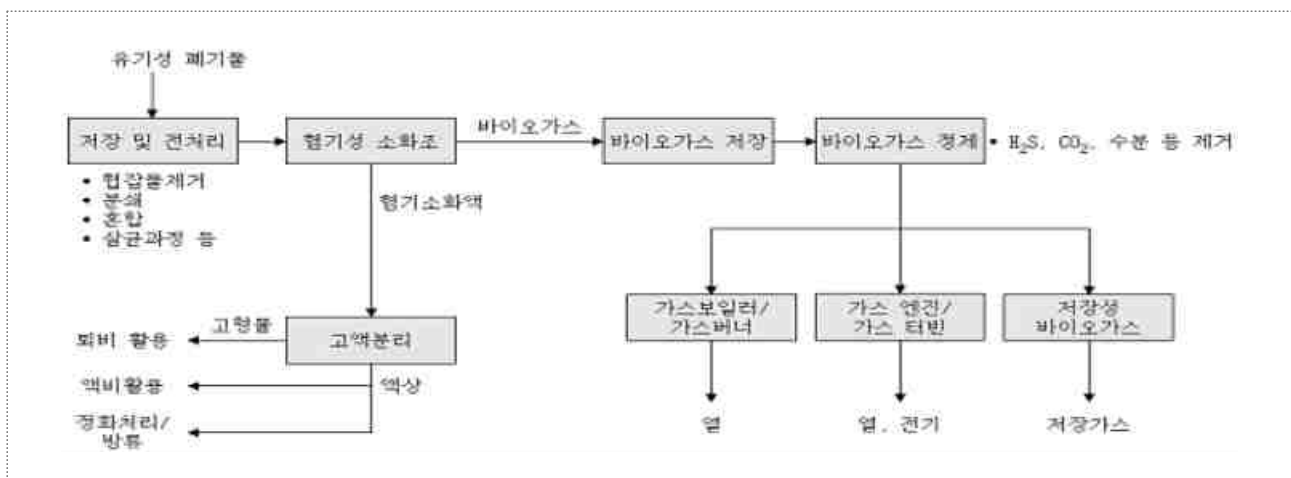 유기성 폐기물
저장 및 전처리
혐기성 소화조
바이오가스
바이오가스 저장
바이오가스 정제
• H₂S, CO₂, 수분 등 제거
• 협잡물제거
• 분쇄
• 혼합
• 살균과정 등
혐기소화액
가스보일러/
가스버너
가스 엔진/
가스 터빈
저장성
바이오가스
고형물
퇴비 활용
고액분리
액비활용
액상
정화처리/
방류
열
열, 전기
저장가스